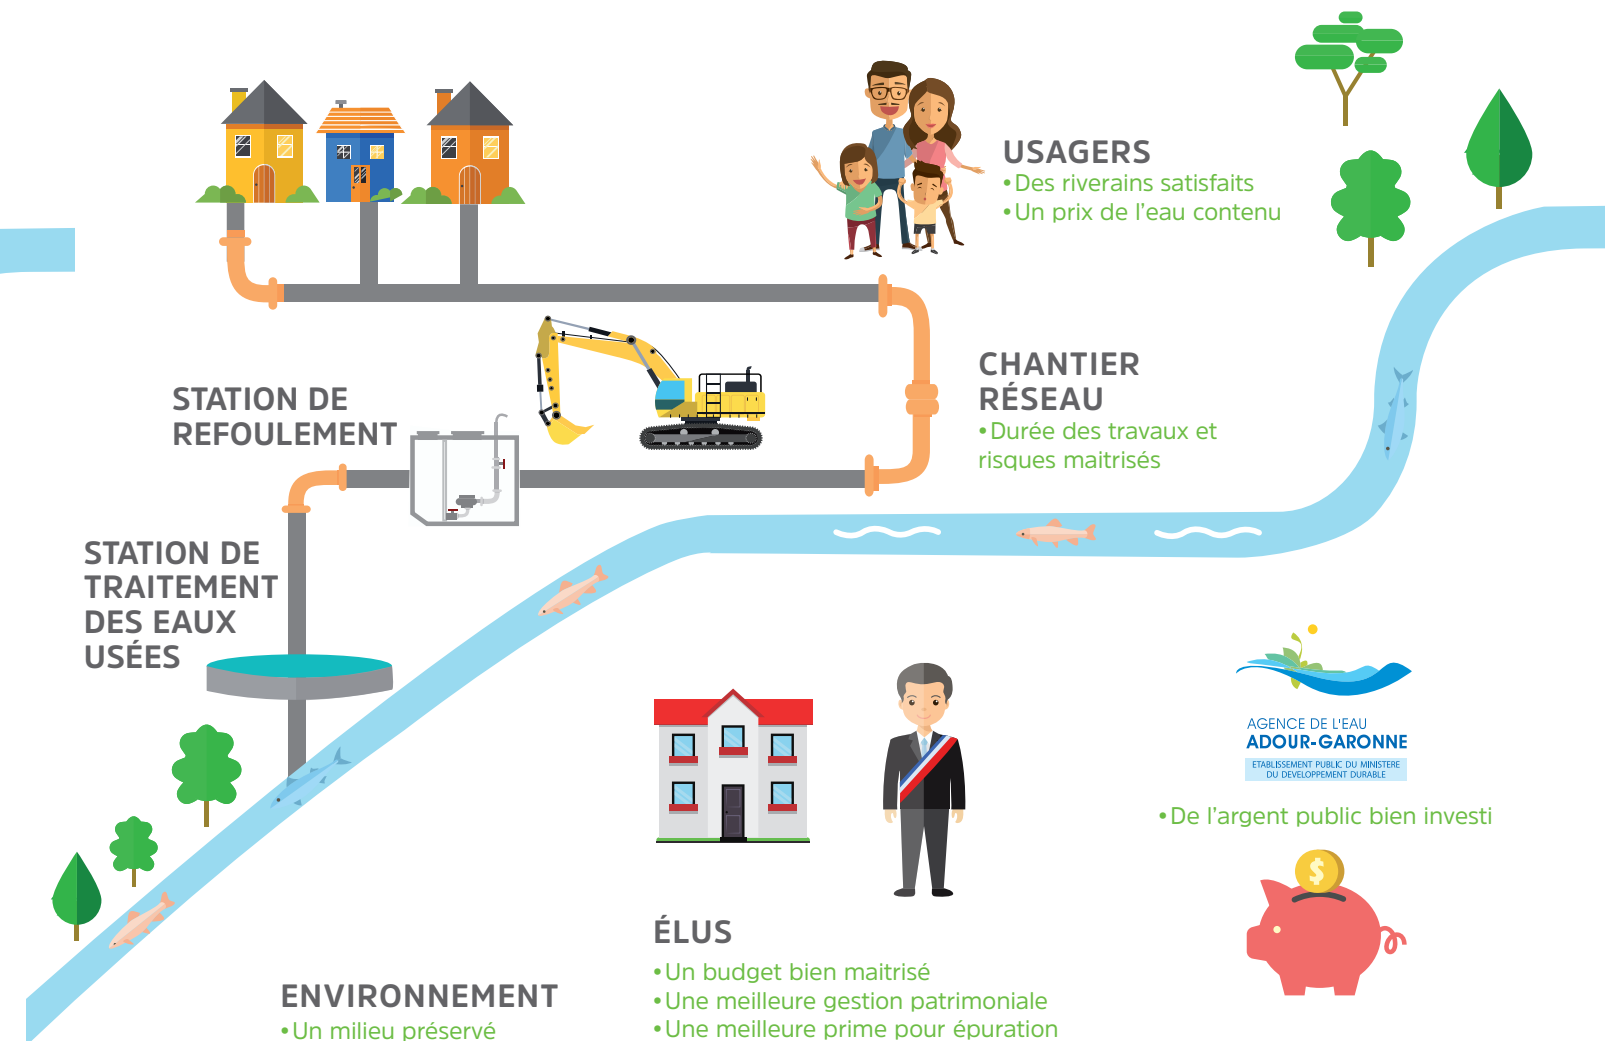 USAGERS
•Des riverains satisfaits
•Un prix de l'eau contenu
CHANTIER
RÉSEAU
•Durée des travaux et
risques maitrisés
STATION DE
REFOULEMENT
STATION DE
TRAITEMENT
DES EAUX
USÉES
AGENCE DE L'EAU
ADOUR-GARONNE
ETABLISSEMENT PUBLIC DU MINISTERE
DU DEVELOPPEMENT DURABLE
•De l'argent public bien investi
$
ÉLUS
•Un budget bien maitrisé
•Une meilleure gestion patrimoniale
•Une meilleure prime pour épuration
ENVIRONNEMENT
•Un milieu préservé